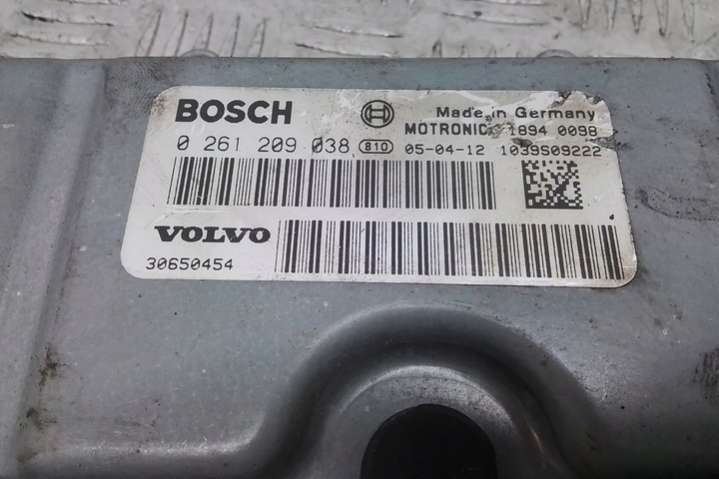 BOSCH Made in Germany
MOTRONIC 1894 0098
0 261 209 038 810 05-04-12 1039S09222
VOLVO
30650454